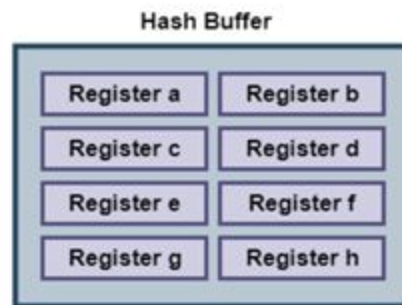 Hash Buffer
Register a Register b
Register c Register d
Register e Register f
Register g Register h